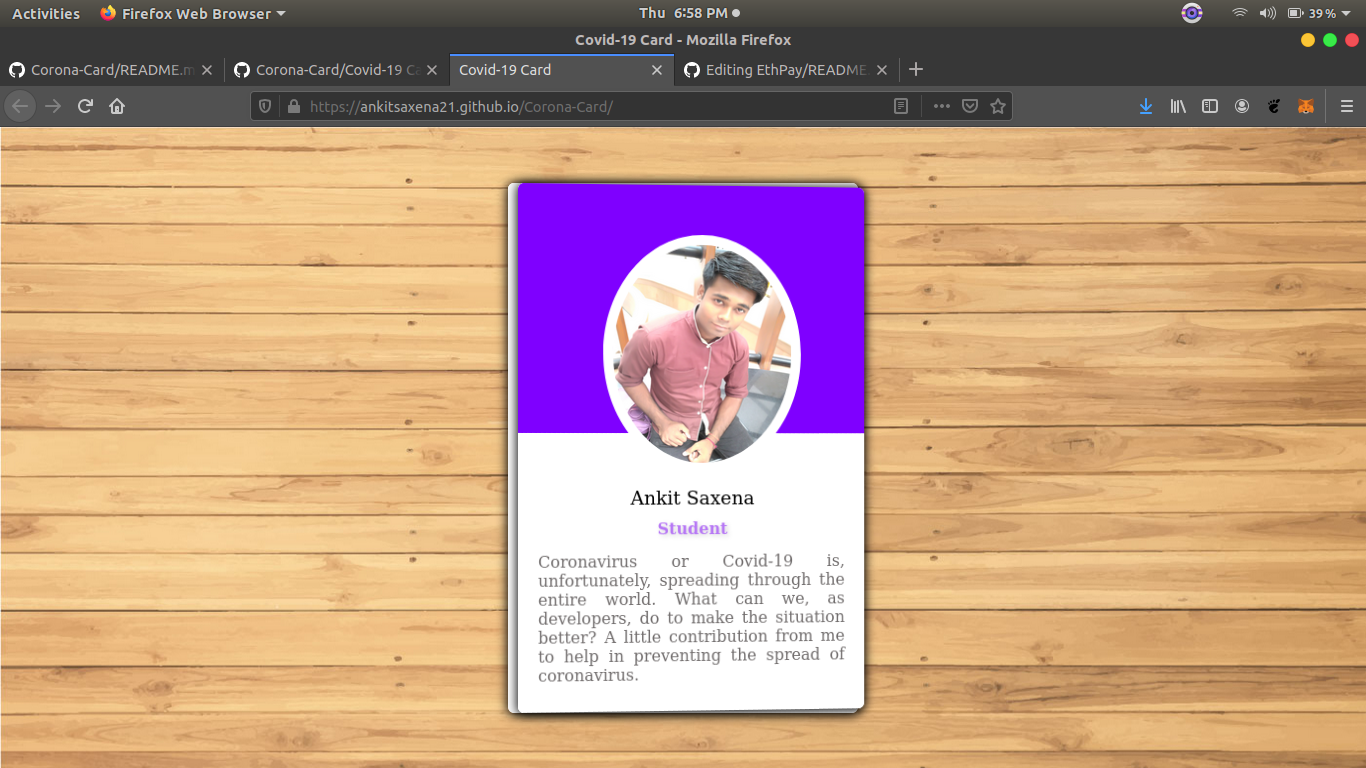 Activities Firefox Web Browser Thu 6:58 PM 39%
Covid-19 Card - Mozilla Firefox
Corona-Card/README.m Corona-Card/Covid-19 Ca Covid-19 Card Editing EthPay/README.
https://ankitsaxena21.github.io/Corona-Card/
Ankit Saxena
Student
Coronavirus or Covid-19 is,
unfortunately, spreading through the
entire world. What can we, as
developers, do to make the situation
better? A little contribution from me
to help in preventing the spread of
coronavirus.